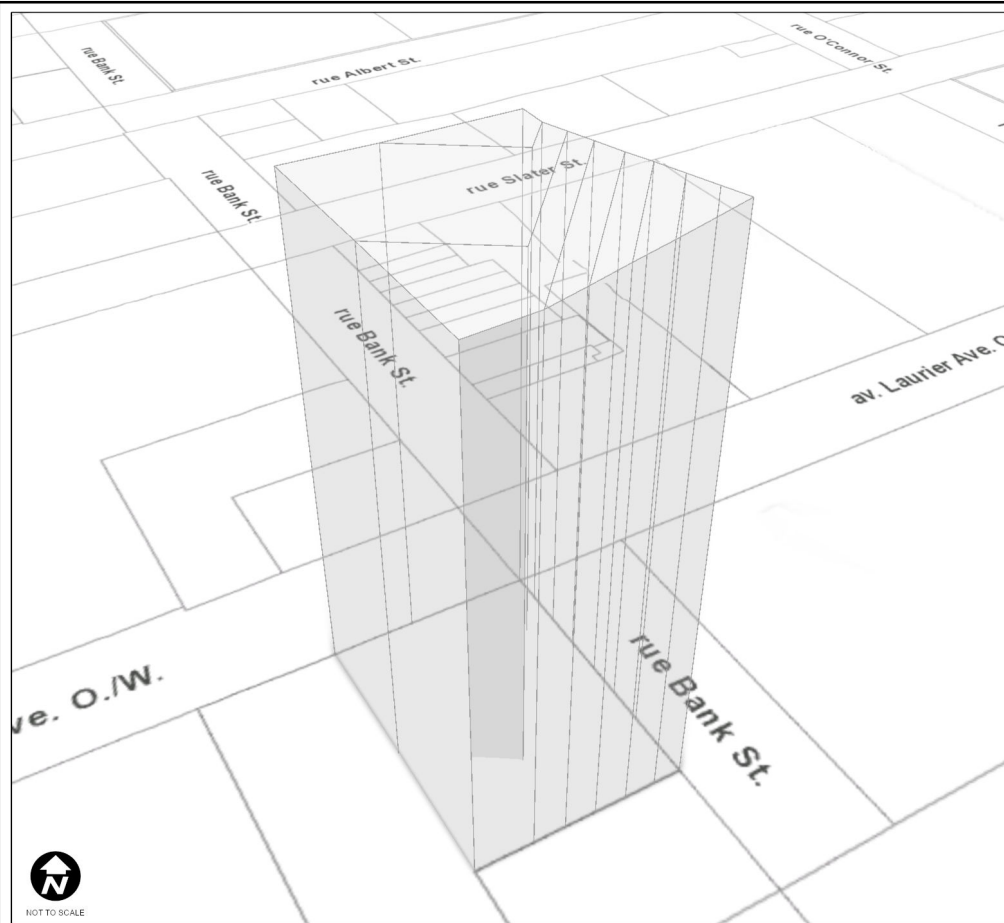 rue Bank St.
rue Albert St.
rue O'Connor St.
rue Slater St.
rue Bank St.
rue Bank St.
av. Laurier Ave. O
ve. O./W.
rue Bank St.
N
NOT TO SCALE